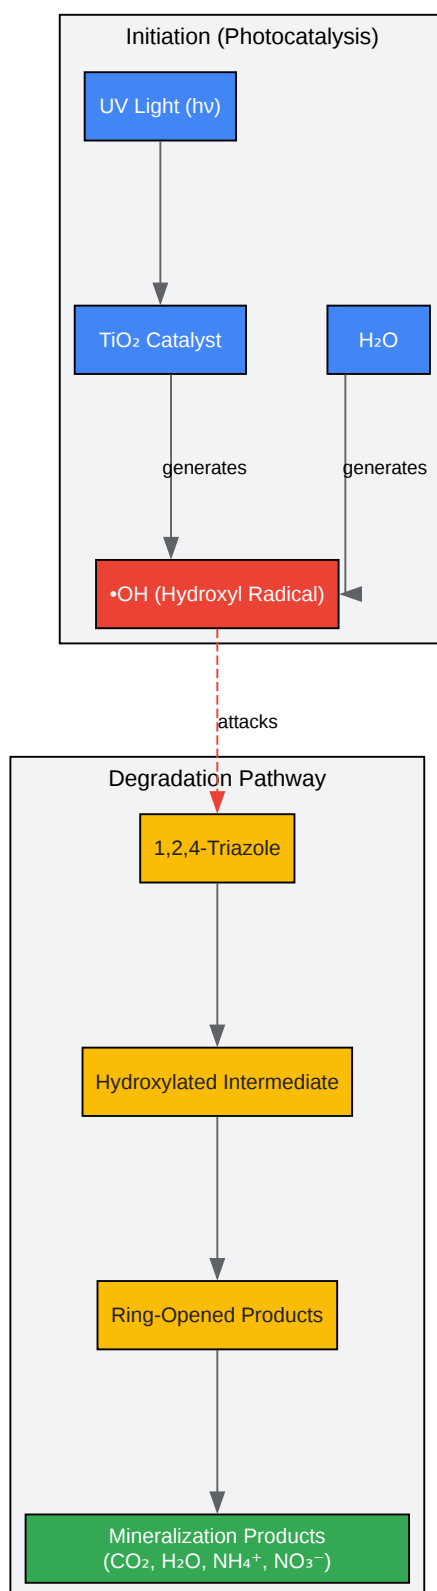 Initiation (Photocatalysis)
UV Light (hν)
TiO₂ Catalyst
H₂O
generates
generates
•OH (Hydroxyl Radical)
attacks
Degradation Pathway
1,2,4-Triazole
Hydroxylated Intermediate
Ring-Opened Products
Mineralization Products
(CO₂, H₂O, NH₄⁺, NO₃⁻)